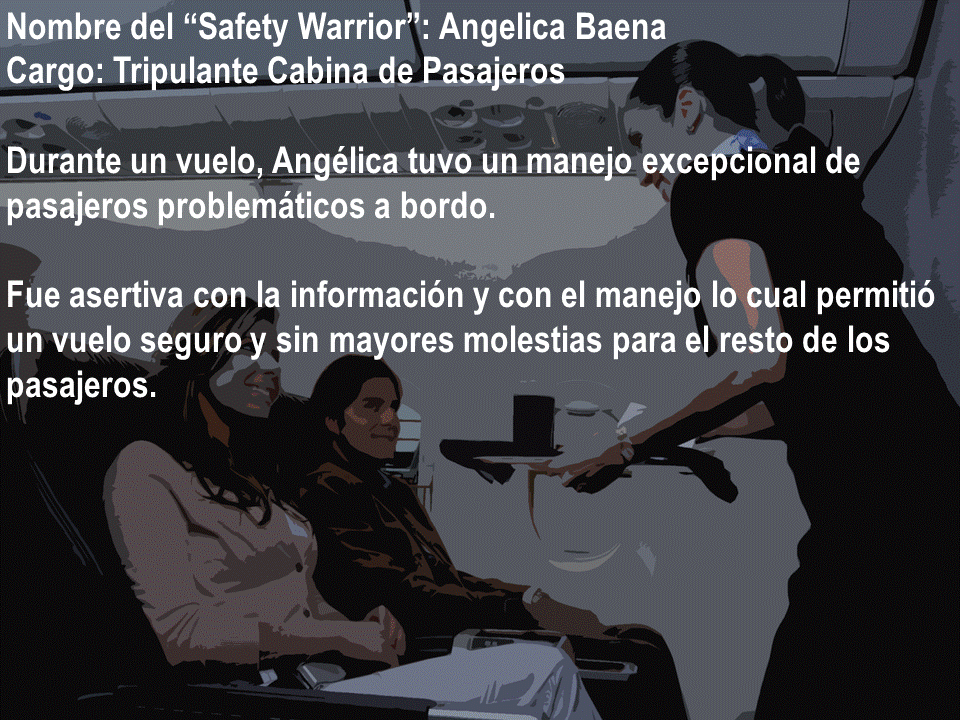 Nombre del “Safety Warrior”: Angelica Baena
Cargo: Tripulante Cabina de Pasajeros
Durante un vuelo, Angélica tuvo un manejo excepcional de
pasajeros problemáticos a bordo.
Fue asertiva con la información y con el manejo lo cual permitió
un vuelo seguro y sin mayores molestias para el resto de los
pasajeros.